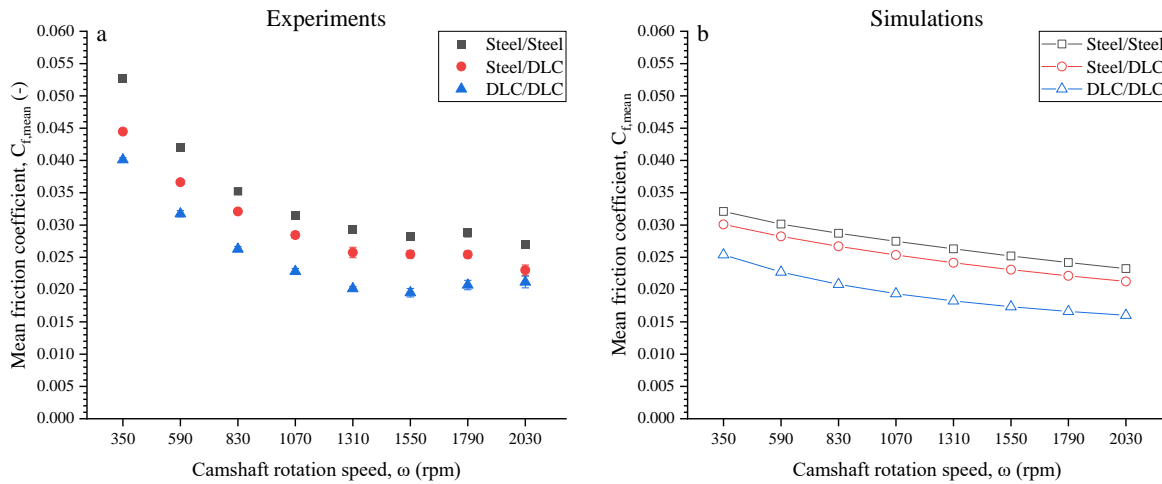 Experiments
a
Steel/Steel
Steel/DLC
DLC/DLC
Mean friction coefficient, C_f,mean (-)
0.060
0.055
0.050
0.045
0.040
0.035
0.030
0.025
0.020
0.015
0.010
0.005
0.000
350 590 830 1070 1310 1550 1790 2030
Camshaft rotation speed, ω (rpm)
Simulations
b
Steel/Steel
Steel/DLC
DLC/DLC
Mean friction coefficient, C_f,mean
0.060
0.055
0.050
0.045
0.040
0.035
0.030
0.025
0.020
0.015
0.010
0.005
0.000
350 590 830 1070 1310 1550 1790 2030
Camshaft rotation speed, ω (rpm)